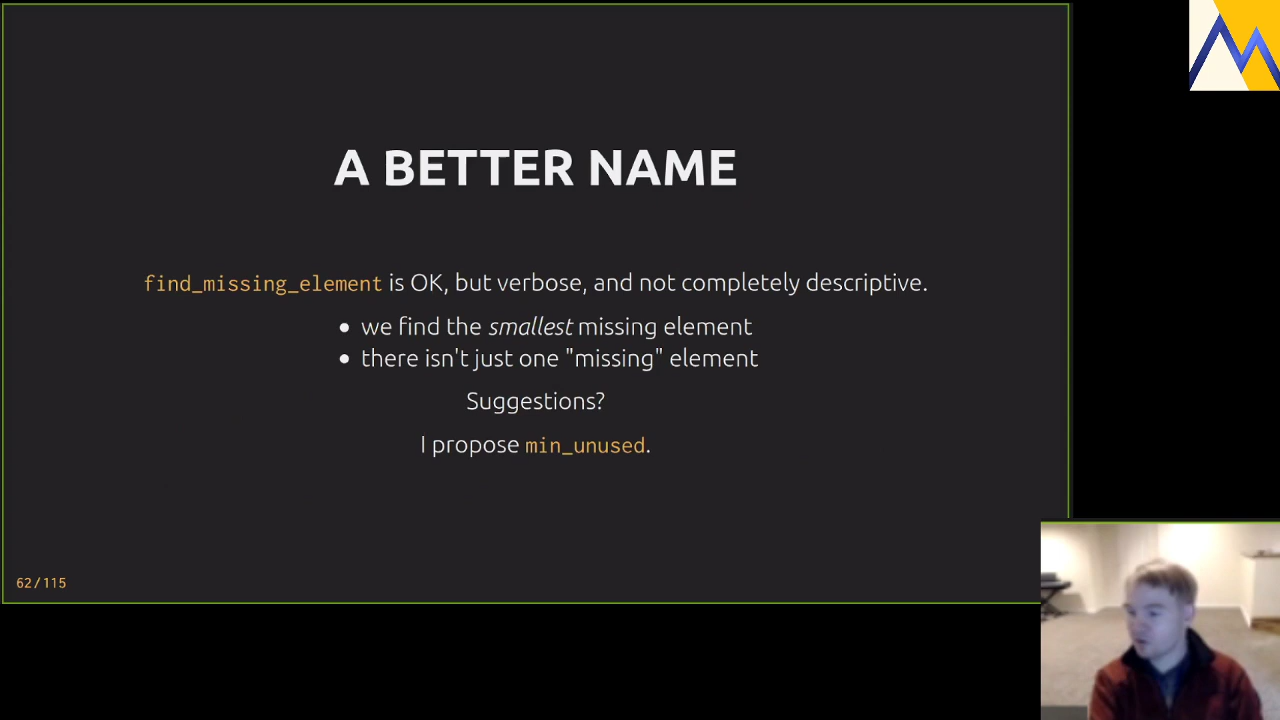 A BETTER NAME
find_missing_element is OK, but verbose, and not completely descriptive.
• we find the smallest missing element
• there isn't just one "missing" element
Suggestions?
I propose min_unused.
62/115